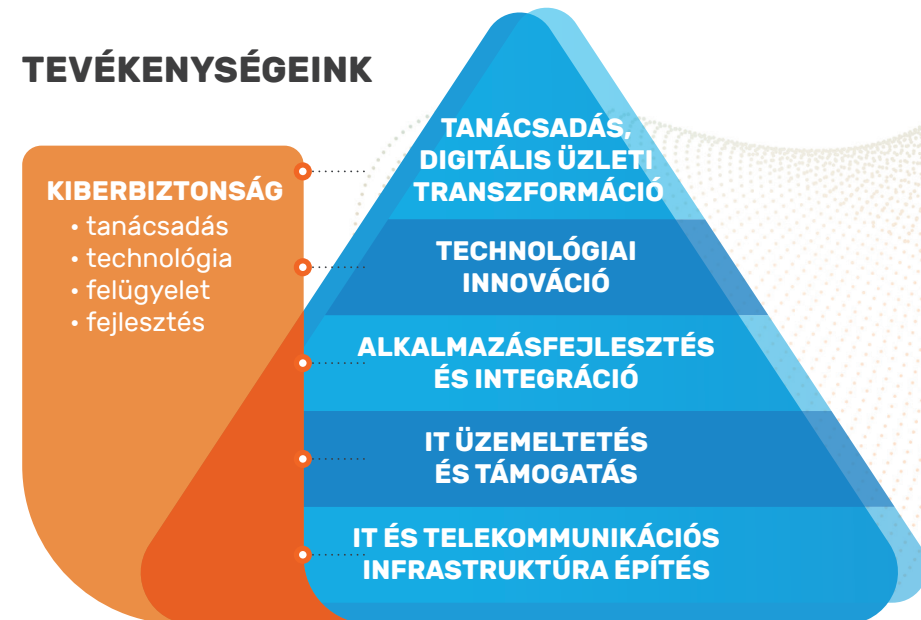 TEVÉKENYSÉGEINK
KIBERBIZTONSÁG
• tanácsadás
• technológia
• felügyelet
• fejlesztés
TANÁCSADÁS,
DIGITÁLIS ÜZLETI
TRANSZFORMÁCIÓ
TECHNOLÓGIAI
INNOVÁCIÓ
ALKALMAZÁSFEJLESZTÉS
ÉS INTEGRÁCIÓ
IT ÜZEMELTETÉS
ÉS TÁMOGATÁS
IT ÉS TELEKOMMUNIKÁCIÓS
INFRASTRUKTÚRA ÉPÍTÉS